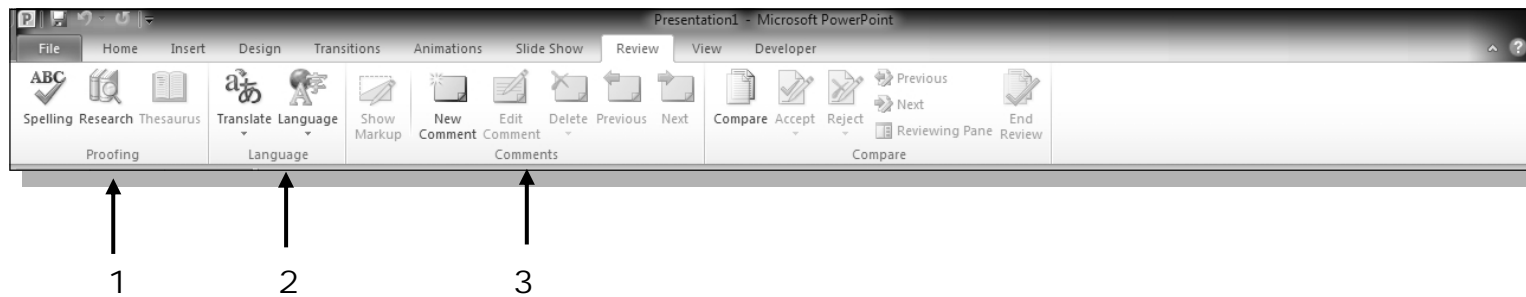 Presentation1 - Microsoft PowerPoint
File Home Insert Design Transitions Animations Slide Show Review View Developer
ABC
Spelling Research Thesaurus Translate Language Show Markup New Comment Edit Comment Delete Previous Next Compare Accept Reject Previous Next Reviewing Pane End Review
Proofing Language Comments Compare
1 2 3